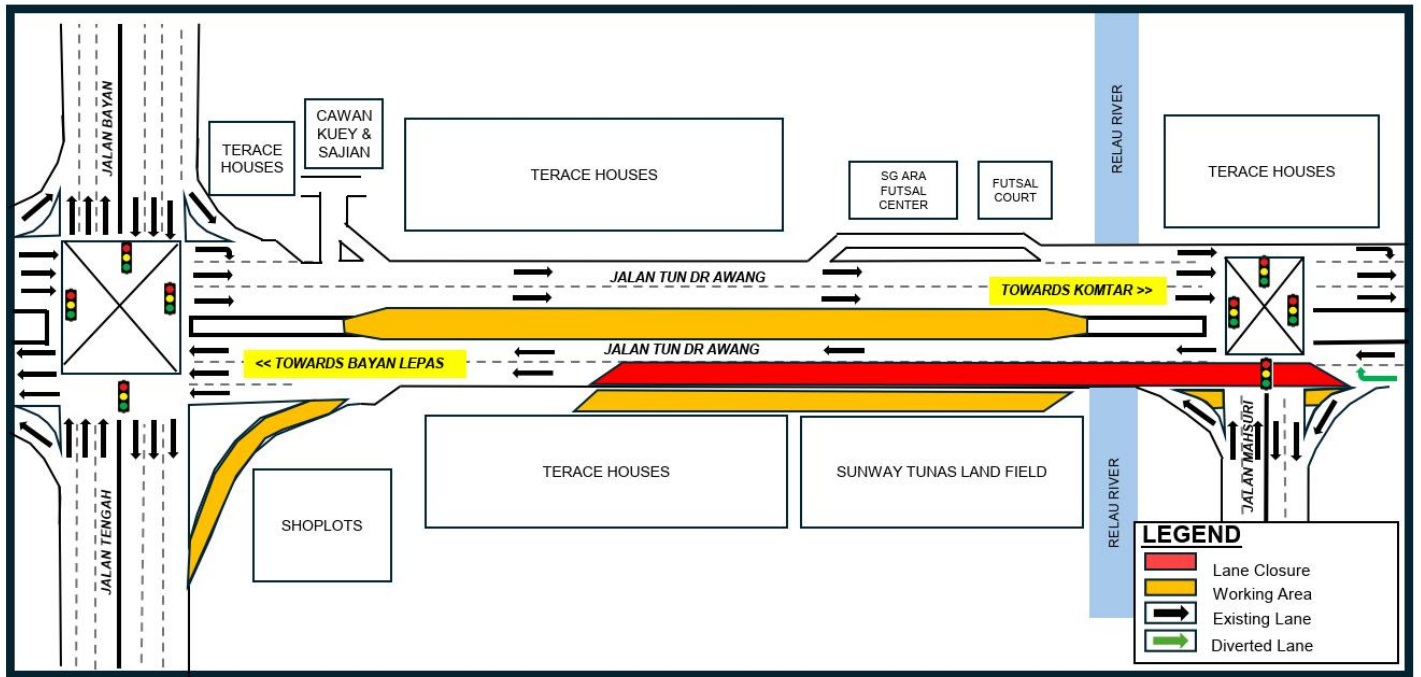 JALAN BAYAN
TERACE
HOUSES
CAWAN
KUEY &
SAJIAN
TERACE HOUSES
SG ARA
FUTSAL
CENTER
FUTSAL
COURT
RELAU RIVER
TERACE HOUSES
JALAN TUN DR AWANG
TOWARDS KOMTAR >>
JALAN TUN DR AWANG
<< TOWARDS BAYAN LEPAS
JALAN TENGAH
SHOPLOTS
TERACE HOUSES
SUNWAY TUNAS LAND FIELD
RELAU RIVER
JALAN MAHSURI
LEGEND
Lane Closure
Working Area
Existing Lane
Diverted Lane